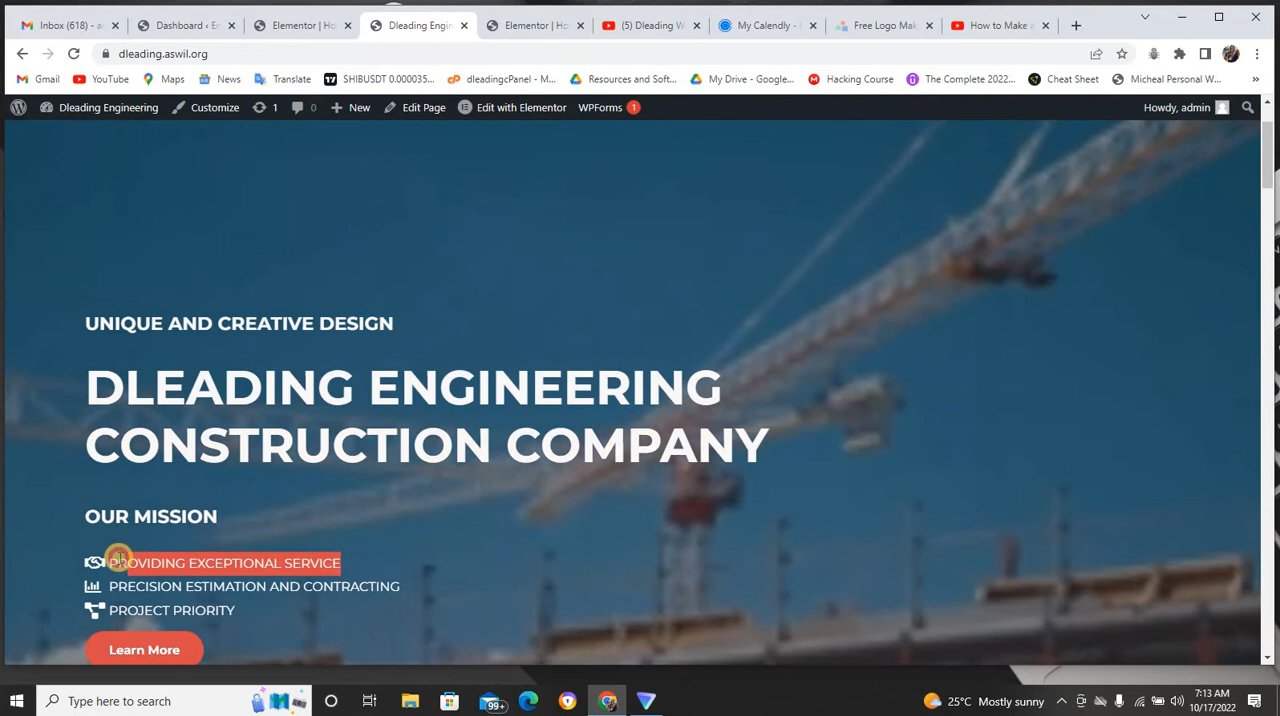 Inbox (618) - a
Dashboard ‹ E
Elementor | Ho
Dleading Engin
Elementor | Ho
(5) Dleading W
My Calendly -
Free Logo Mak
How to Make a
dleading.aswil.org
Gmail
YouTube
Maps
News
Translate
SHIBUSDT 0.000035...
dleadingcPanel - M...
Resources and Soft...
My Drive - Google...
Hacking Course
The Complete 2022...
Cheat Sheet
Micheal Personal W...
»
Dleading Engineering
Customize
1
0
New
Edit Page
Edit with Elementor
WPForms 1
Howdy, admin
UNIQUE AND CREATIVE DESIGN
DLEADING ENGINEERING
CONSTRUCTION COMPANY
OUR MISSION
PROVIDING EXCEPTIONAL SERVICE
PRECISION ESTIMATION AND CONTRACTING
PROJECT PRIORITY
Learn More
Type here to search
99+
25°C Mostly sunny
7:13 AM
10/17/2022